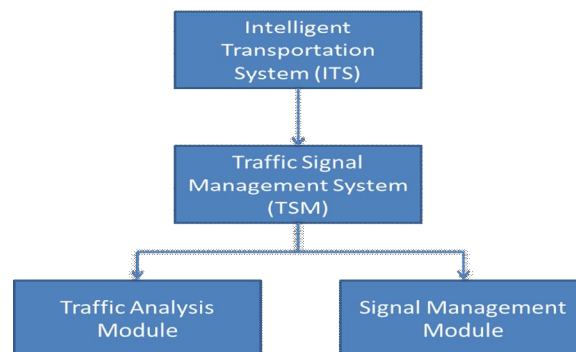 Intelligent
Transportation
System (ITS)
Traffic Signal
Management System
(TSM)
Traffic Analysis
Module
Signal Management
Module